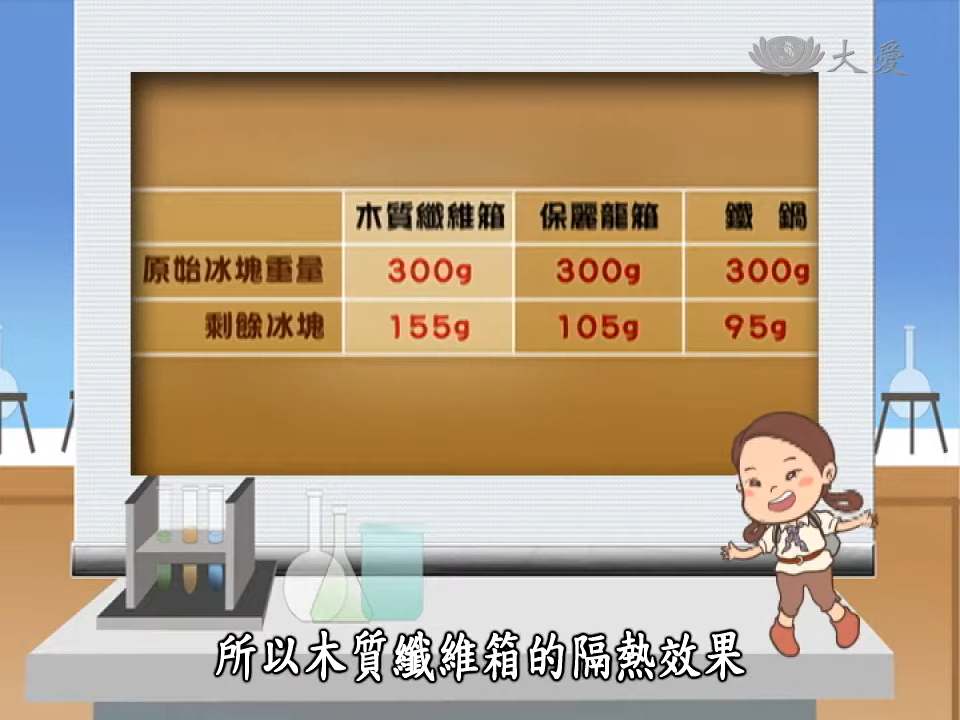 大愛
木質纖維箱 保麗龍箱 鐵 鍋
原始冰塊重量 300g 300g 300g
剩餘冰塊 155g 105g 95g
所以木質纖維箱的隔熱效果